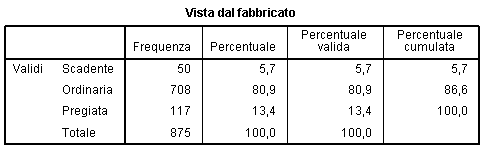 Vista dal fabbricato
Frequenza Percentuale Percentuale valida Percentuale cumulata
Validi Scadente 50 5,7 5,7 5,7
Ordinaria 708 80,9 80,9 86,6
Pregiata 117 13,4 13,4 100,0
Totale 875 100,0 100,0